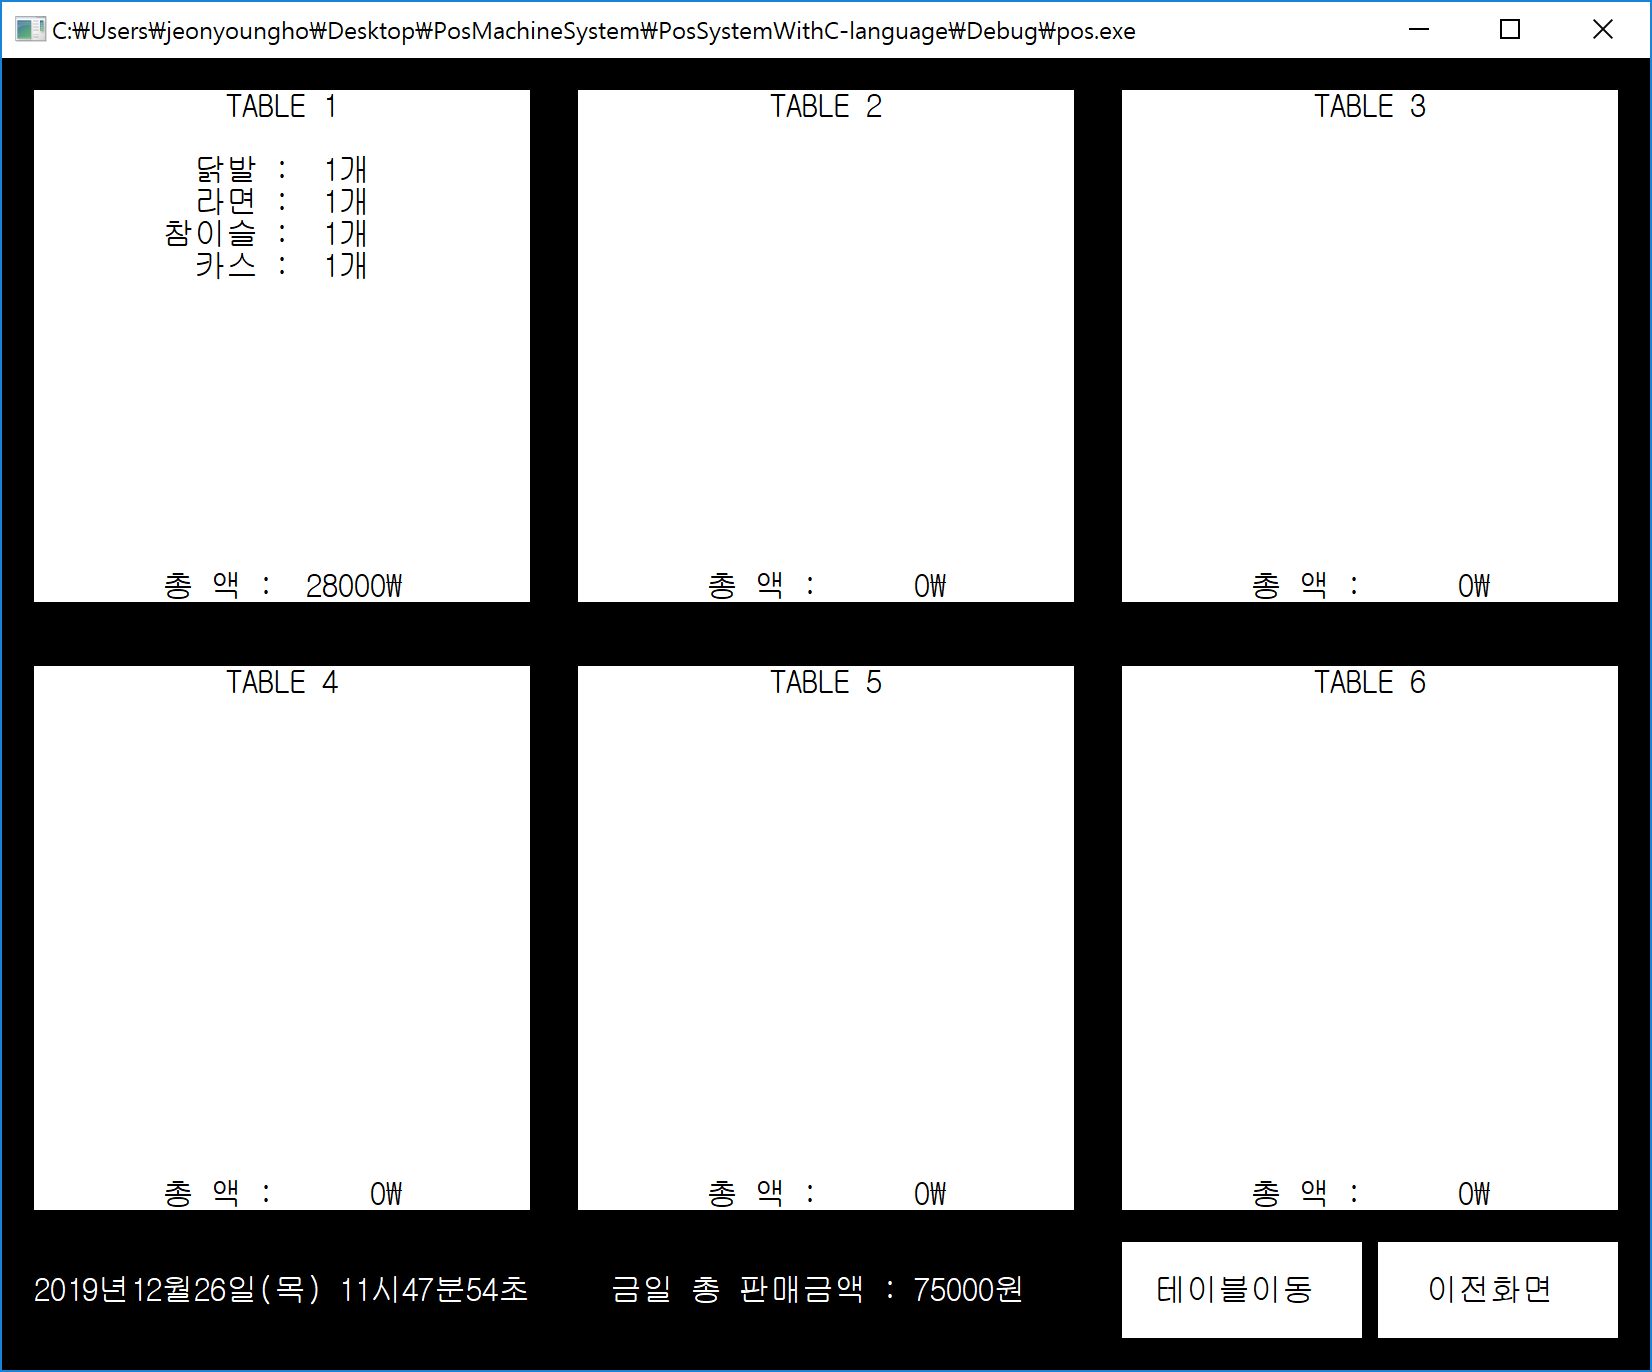 C:₩Users₩jeonyoungho₩Desktop₩PosMachineSystem₩PosSystemWithC-language₩Debug₩pos.exe
TABLE 1
닭발 : 1개
라면 : 1개
참이슬 : 1개
카스 : 1개
총 액 : 28000₩
TABLE 2
총 액 : 0₩
TABLE 3
총 액 : 0₩
TABLE 4
총 액 : 0₩
TABLE 5
총 액 : 0₩
TABLE 6
총 액 : 0₩
2019년12월26일(목) 11시47분54초
금일 총 판매금액 : 75000원
테이블이동
이전화면